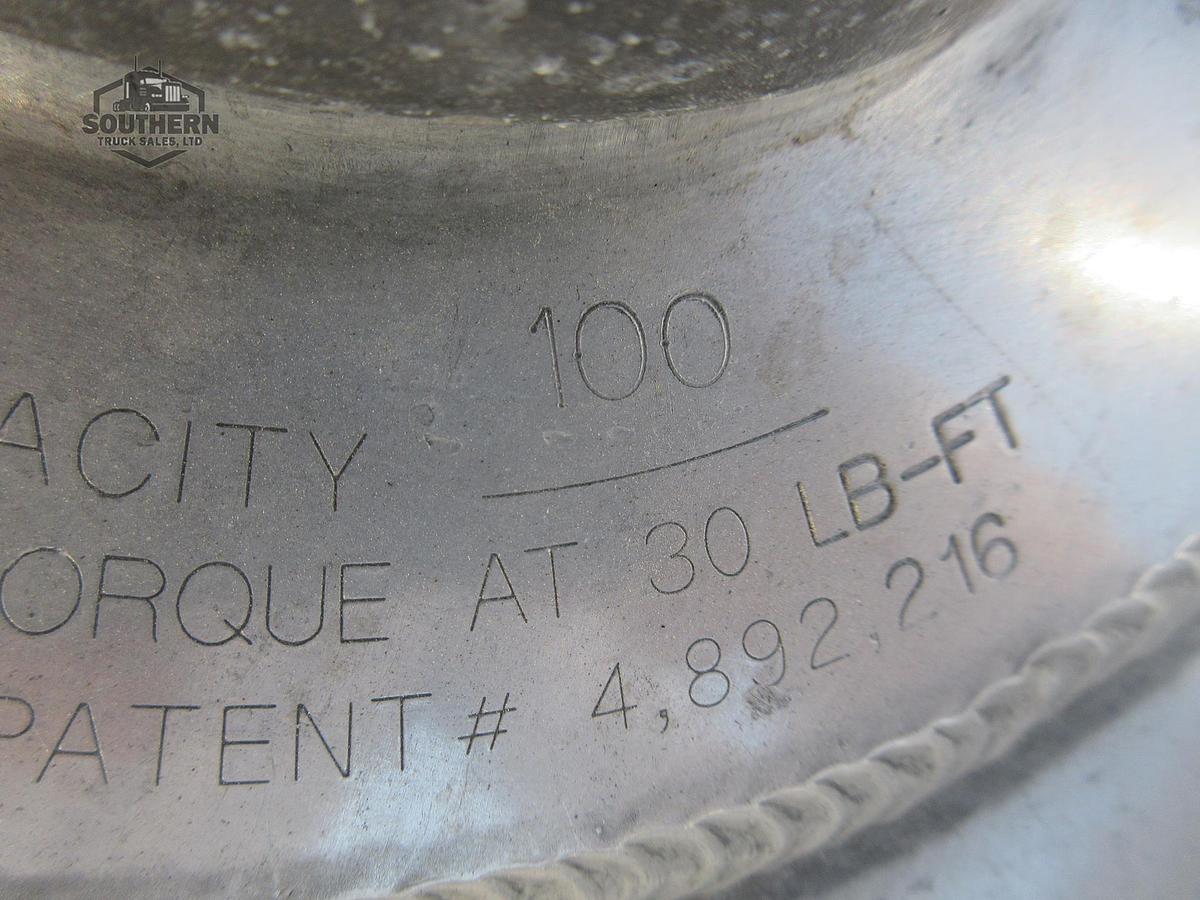 SOUTHERN
TRUCK SALES, LTD
ACITY 100
ORQUE AT 30 LB-FT
PATENT # 4,892,216